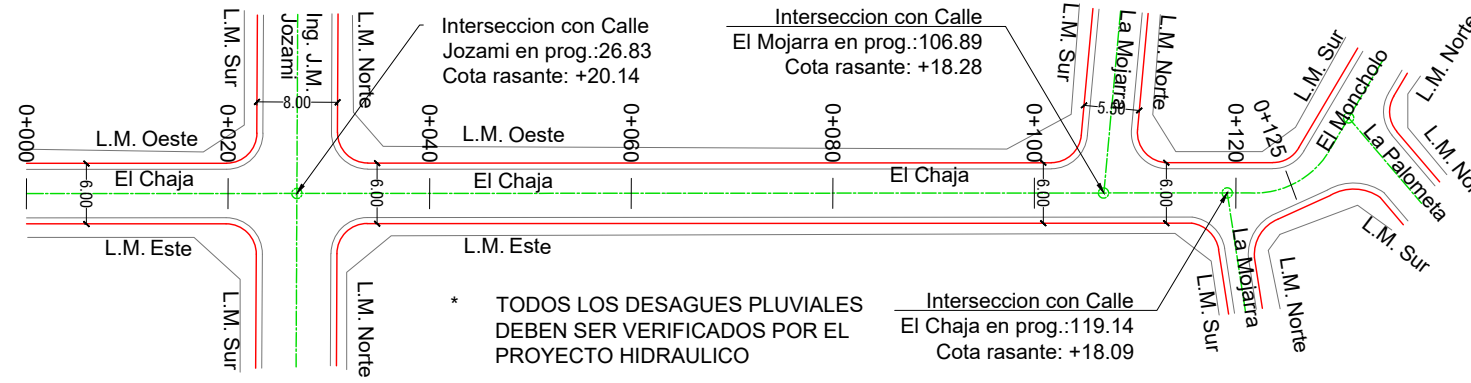 L.M. Sur
Ing. J.M.
Jozami
L.M. Norte
Interseccion con Calle
Jozami en prog.:26.83
Cota rasante: +20.14
Interseccion con Calle
El Mojarra en prog.:106.89
Cota rasante: +18.28
L.M. Sur
La Mojarra
L.M. Norte
L.M. Sur
El Moncholo
L.M. Norte
La Palometa
L.M. Nor
L.M. Sur
8.00
5.50
0+000
0+020
0+040
0+060
0+080
0+100
0+120
0+125
L.M. Oeste
L.M. Oeste
6.00
El Chaja
6.00
El Chaja
El Chaja
6.00
6.00
L.M. Este
L.M. Este
L.M. Sur
L.M. Norte
* TODOS LOS DESAGUES PLUVIALES
DEBEN SER VERIFICADOS POR EL
PROYECTO HIDRAULICO
Interseccion con Calle
El Chaja en prog.:119.14
Cota rasante: +18.09
L.M. Sur
La Mojarra
L.M. Norte